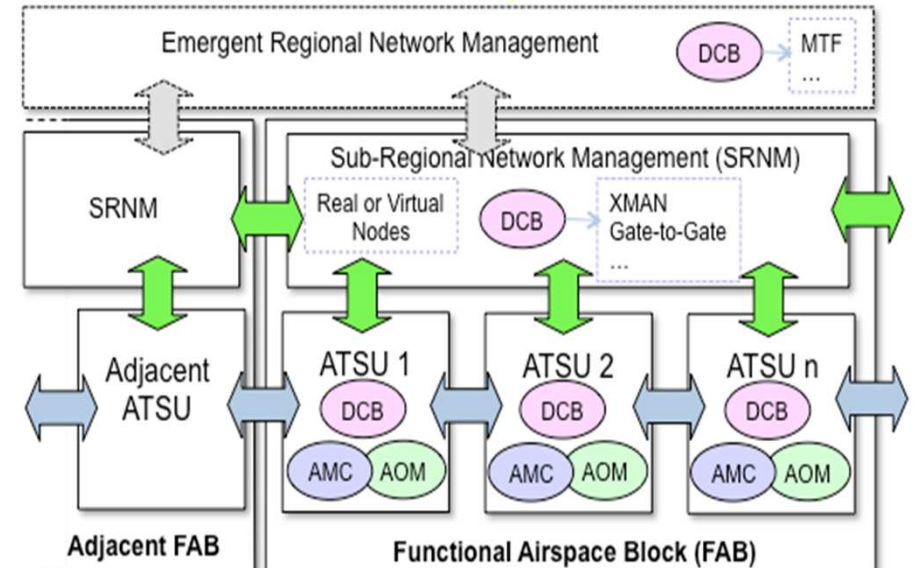 Emergent Regional Network Management
DCB
MTF
...
Sub-Regional Network Management (SRNM)
SRNM
Real or Virtual
Nodes
DCB
XMAN
Gate-to-Gate
...
Adjacent
ATSU
ATSU 1
DCB
AMC
AOM
ATSU 2
DCB
AMC
AOM
ATSU n
DCB
AMC
AOM
Adjacent FAB
Functional Airspace Block (FAB)